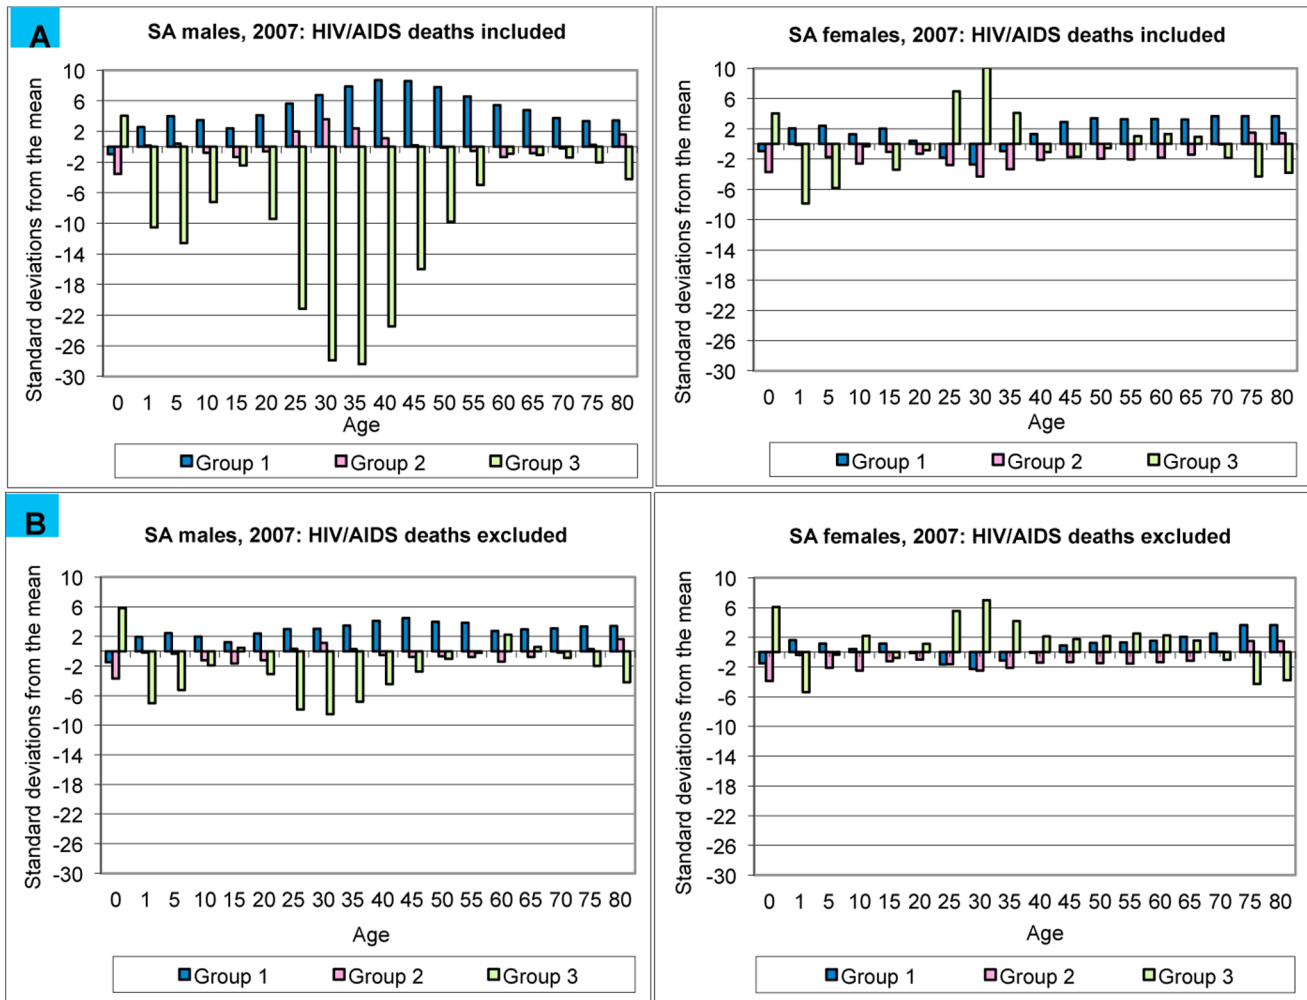 A
SA males, 2007: HIV/AIDS deaths included
Standard deviations from the mean
10
6
2
-2
-6
-10
-14
-18
-22
-26
-30
0 1 5 10 15 20 25 30 35 40 45 50 55 60 65 70 75 80
Age
Group 1 Group 2 Group 3
SA females, 2007: HIV/AIDS deaths included
Standard deviations from the mean
10
6
2
-2
-6
-10
-14
-18
-22
-26
-30
0 1 5 10 15 20 25 30 35 40 45 50 55 60 65 70 75 80
Age
Group 1 Group 2 Group 3
B
SA males, 2007: HIV/AIDS deaths excluded
Standard deviations from the mean
10
6
2
-2
-6
-10
-14
-18
-22
-26
-30
0 1 5 10 15 20 25 30 35 40 45 50 55 60 65 70 75 80
Age
Group 1 Group 2 Group 3
SA females, 2007: HIV/AIDS deaths excluded
Standard deviations from the mean
10
6
2
-2
-6
-10
-14
-18
-22
-26
-30
0 1 5 10 15 20 25 30 35 40 45 50 55 60 65 70 75 80
Age
Group 1 Group 2 Group 3